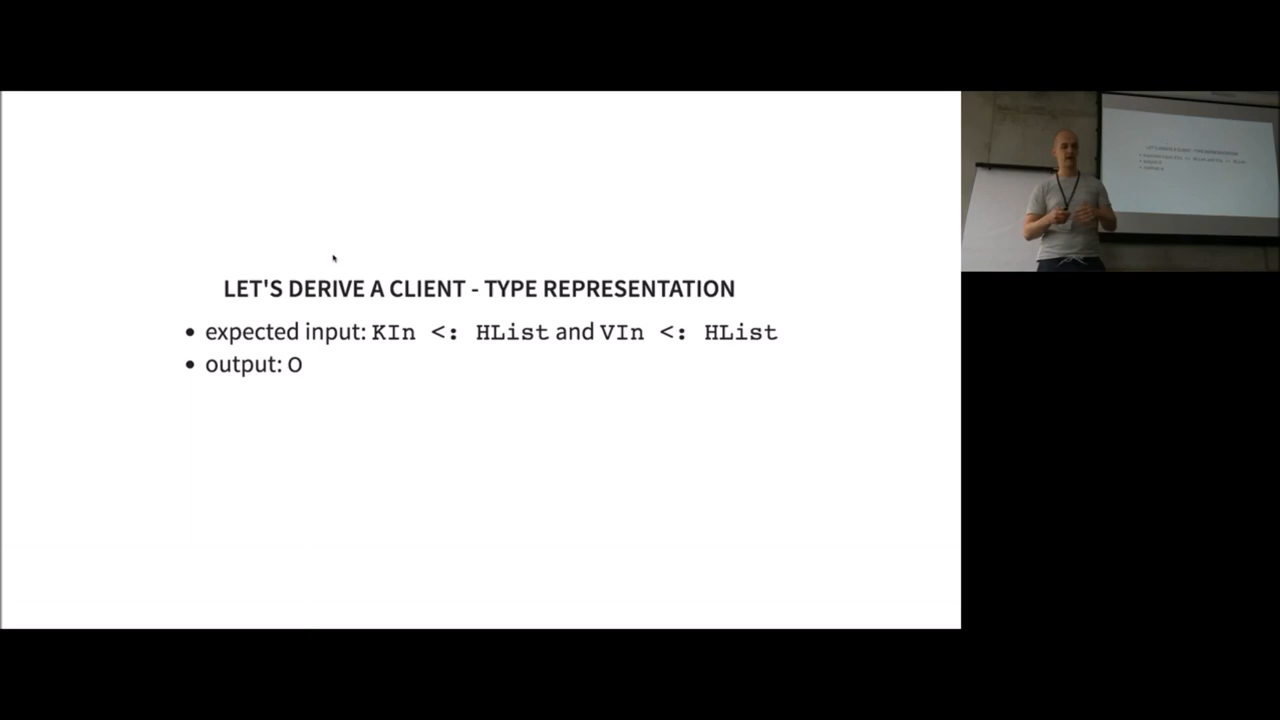 LET'S DERIVE A CLIENT - TYPE REPRESENTATION
• expected input: KIn <: HList and VIn <: HList
• output: O